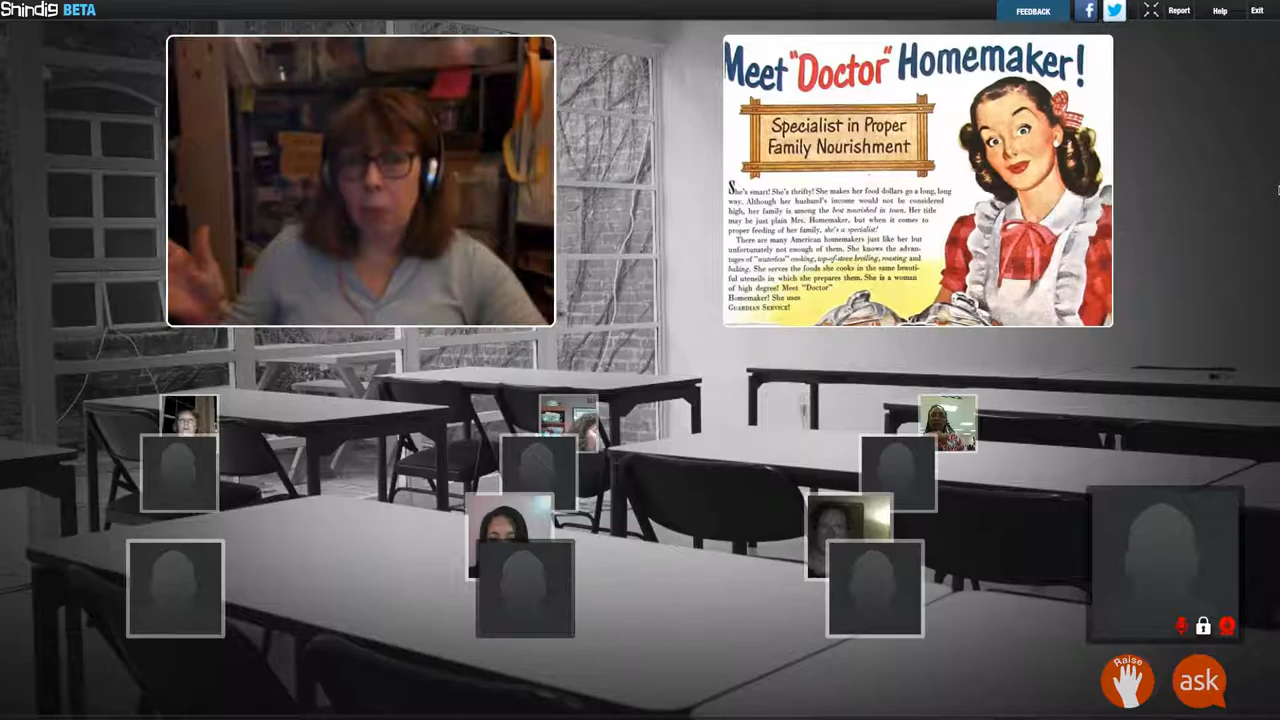 Shindig BETA
FEEDBACK
Report
Help
Exit
Meet "Doctor" Homemaker!
Specialist in Proper
Family Nourishment
She's smart! She's thrifty! She makes her food dollars go a long, long
way. Although her husband's income would not be considered
high, her family is among the best nourished in town. Her title
may be just plain Mrs. Homemaker, but when it comes to
proper feeding of her family, she's a specialist!
There are many American homemakers just like her but
unfortunately not enough of them. She knows the advan-
tages of "waterless" cooking, top-of-stove broiling, roasting and
baking. She serves the foods she cooks in the same beauti-
ful utensils in which she prepares them. She is a woman
of high degree! Meet "Doctor"
Homemaker! She uses
GUARDIAN SERVICE!
Raise
ask